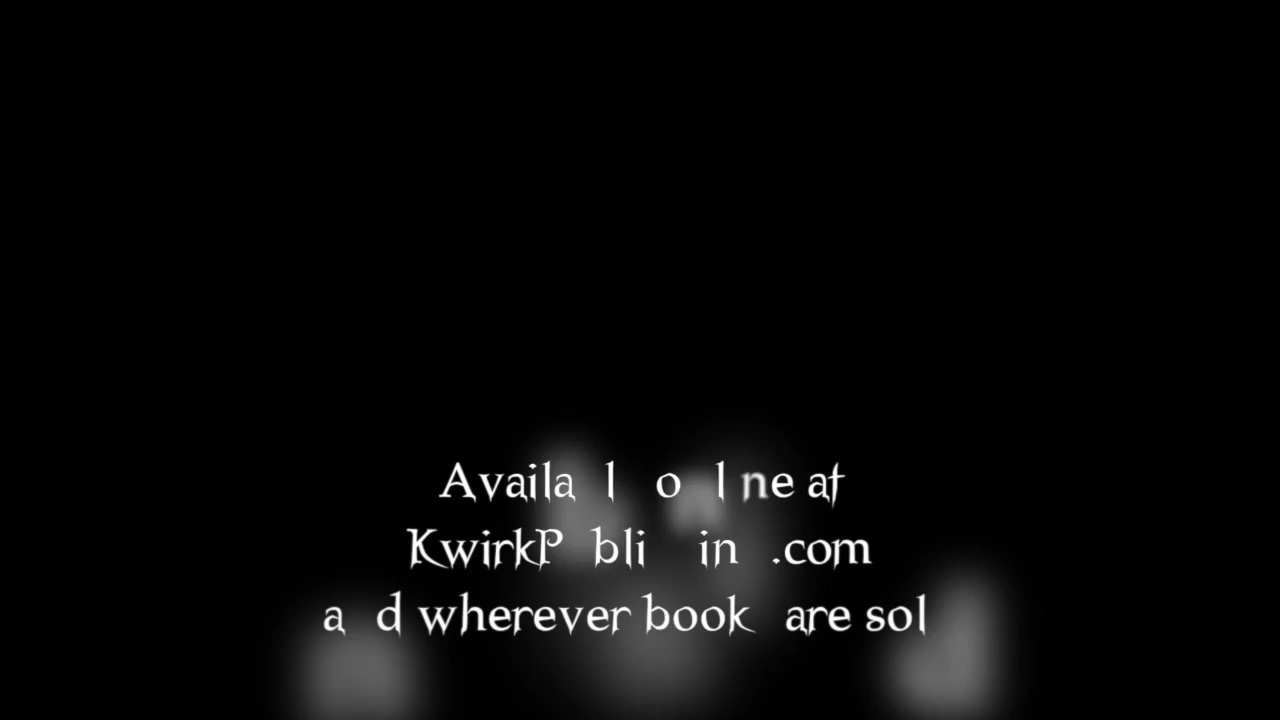 Availa l o l ne at
KwirkP bli in .com
a d wherever book are sol